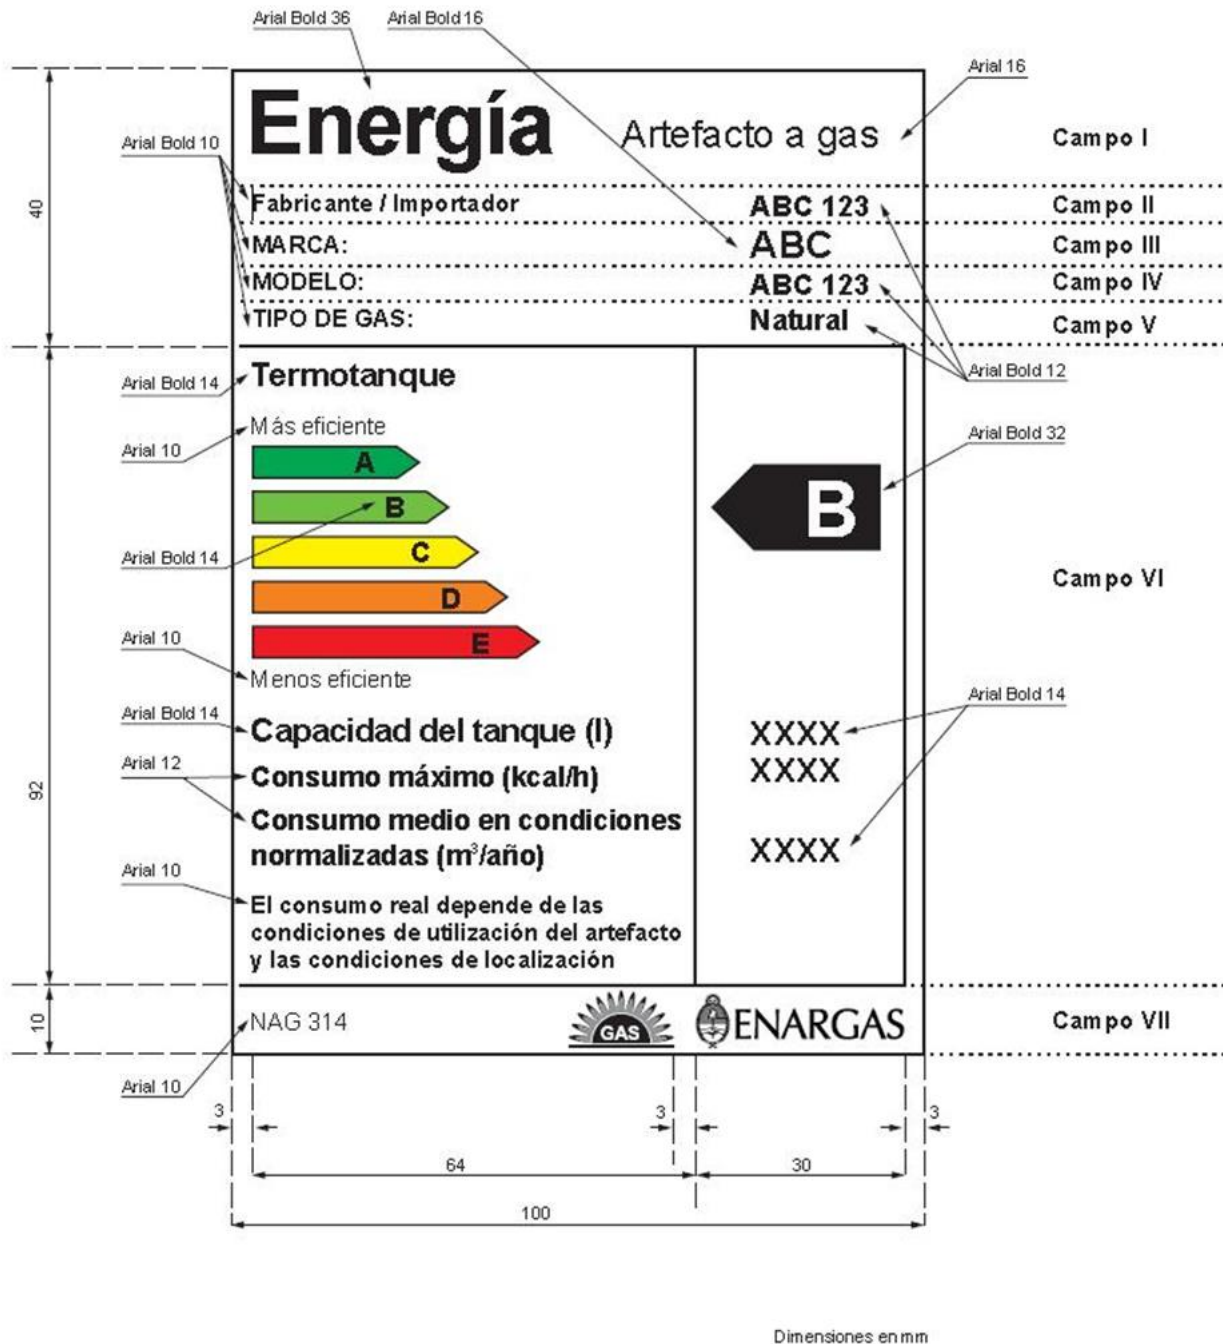 Arial Bold 36
Arial Bold 16
Arial 16
Energía
Artefacto a gas
Campo I
Arial Bold 10
40
Fabricante / Importador
ABC 123
Campo II
MARCA:
ABC
Campo III
MODELO:
ABC 123
Campo IV
TIPO DE GAS:
Natural
Campo V
Arial Bold 12
Arial Bold 14
Termotanque
Más eficiente
Arial 10
Arial Bold 32
A
B
B
C
Arial Bold 14
Campo VI
D
Arial 10
E
Menos eficiente
Arial Bold 14
Arial Bold 14
Capacidad del tanque (l)
XXXX
Arial 12
Consumo máximo (kcal/h)
XXXX
92
Consumo medio en condiciones
normalizadas (m³/año)
XXXX
Arial 10
El consumo real depende de las
condiciones de utilización del artefacto
y las condiciones de localización
10
NAG 314
GAS
ENARGAS
Campo VII
Arial 10
3
3
3
64
30
100
Dimensiones en mm